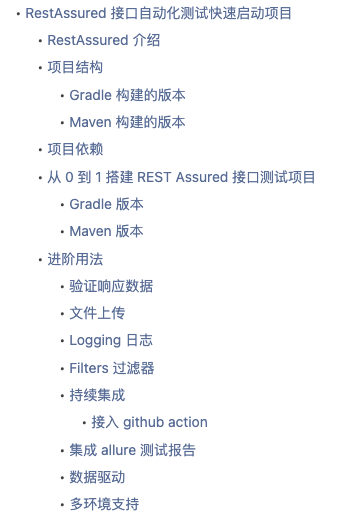 RestAssured 接口自动化测试快速启动项目
RestAssured 介绍
项目结构
Gradle 构建的版本
Maven 构建的版本
项目依赖
从 0 到 1 搭建 REST Assured 接口测试项目
Gradle 版本
Maven 版本
进阶用法
验证响应数据
文件上传
Logging 日志
Filters 过滤器
持续集成
接入 github action
集成 allure 测试报告
数据驱动
多环境支持